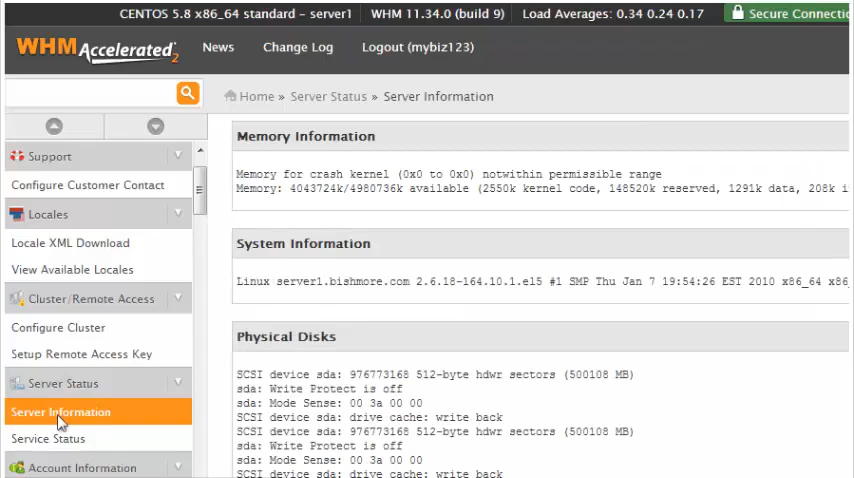 CENTOS 5.8 x86_64 standard – server1 WHM 11.34.0 (build 9) Load Averages: 0.34 0.24 0.17 Secure
WHM Accelerated 2 News Change Log Logout (mybiz123)
Home » Server Status » Server Information
Support
Configure Customer Contact
Locales
Locale XML Download
View Available Locales
Cluster/Remote Access
Configure Cluster
Setup Remote Access Key
Server Status
Server Information
Service Status
Account Information
Memory Information
Memory for crash kernel (0x0 to 0x0) notwithin permissible range
Memory: 4043724k/4980736k available (2550k kernel code, 148520k reserved, 1291k data, 208k
System Information
Linux server1.bishmore.com 2.6.18-164.10.1.el5 #1 SMP Thu Jan 7 19:54:26 EST 2010 x86_64
Physical Disks
SCSI device sda: 976773168 512-byte hdwr sectors (500108 MB)
sda: Write Protect is off
sda: Mode Sense: 00 3a 00 00
SCSI device sda: drive cache: write back
SCSI device sda: 976773168 512-byte hdwr sectors (500108 MB)
sda: Write Protect is off
sda: Mode Sense: 00 3a 00 00
SCSI device sda: drive cache: write back